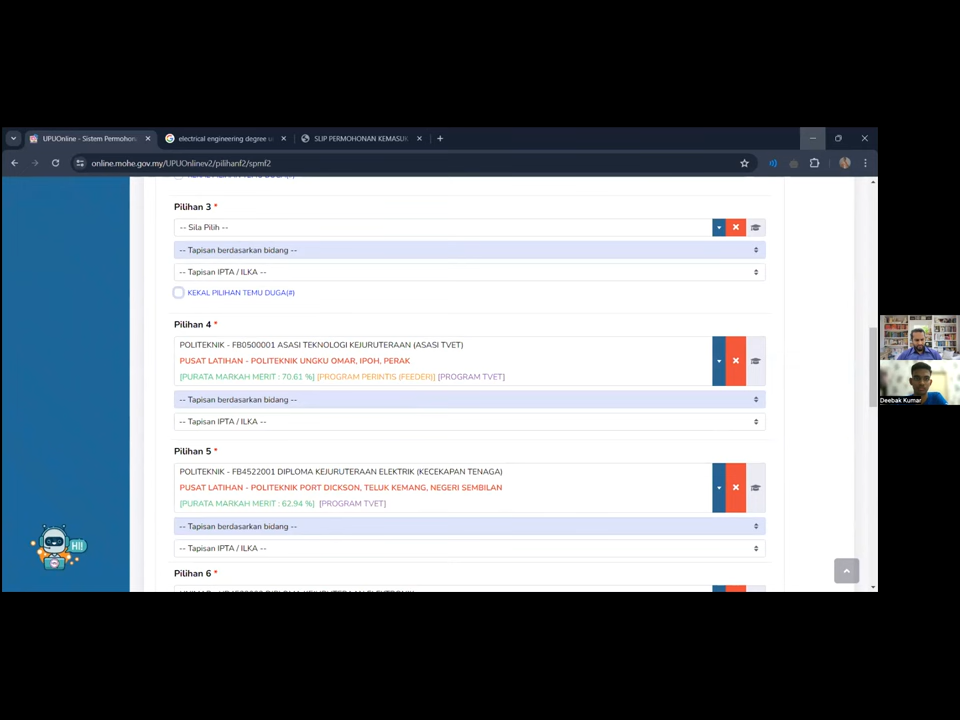 UPUOnline - Sistem Permohon
electrical engineering degree u
SLIP PERMOHONAN KEMASUK
online.mohe.gov.my/UPUOnlinev2/pilihanf2/spmf2
Pilihan 3 *
-- Sila Pilih --
-- Tapisan berdasarkan bidang --
-- Tapisan IPTA / ILKA --
KEKAL PILIHAN TEMU DUGA(#)
Pilihan 4 *
POLITEKNIK - FB0500001 ASASI TEKNOLOGI KEJURUTERAAN (ASASI TVET)
PUSAT LATIHAN - POLITEKNIK UNGKU OMAR, IPOH, PERAK
[PURATA MARKAH MERIT : 70.61 %] [PROGRAM PERINTIS (FEEDER)] [PROGRAM TVET]
-- Tapisan berdasarkan bidang --
-- Tapisan IPTA / ILKA --
Pilihan 5 *
POLITEKNIK - FB4522001 DIPLOMA KEJURUTERAAN ELEKTRIK (KECEKAPAN TENAGA)
PUSAT LATIHAN - POLITEKNIK PORT DICKSON, TELUK KEMANG, NEGERI SEMBILAN
[PURATA MARKAH MERIT : 62.94 %] [PROGRAM TVET]
-- Tapisan berdasarkan bidang --
-- Tapisan IPTA / ILKA --
Pilihan 6 *
HI!
Deebak Kumar